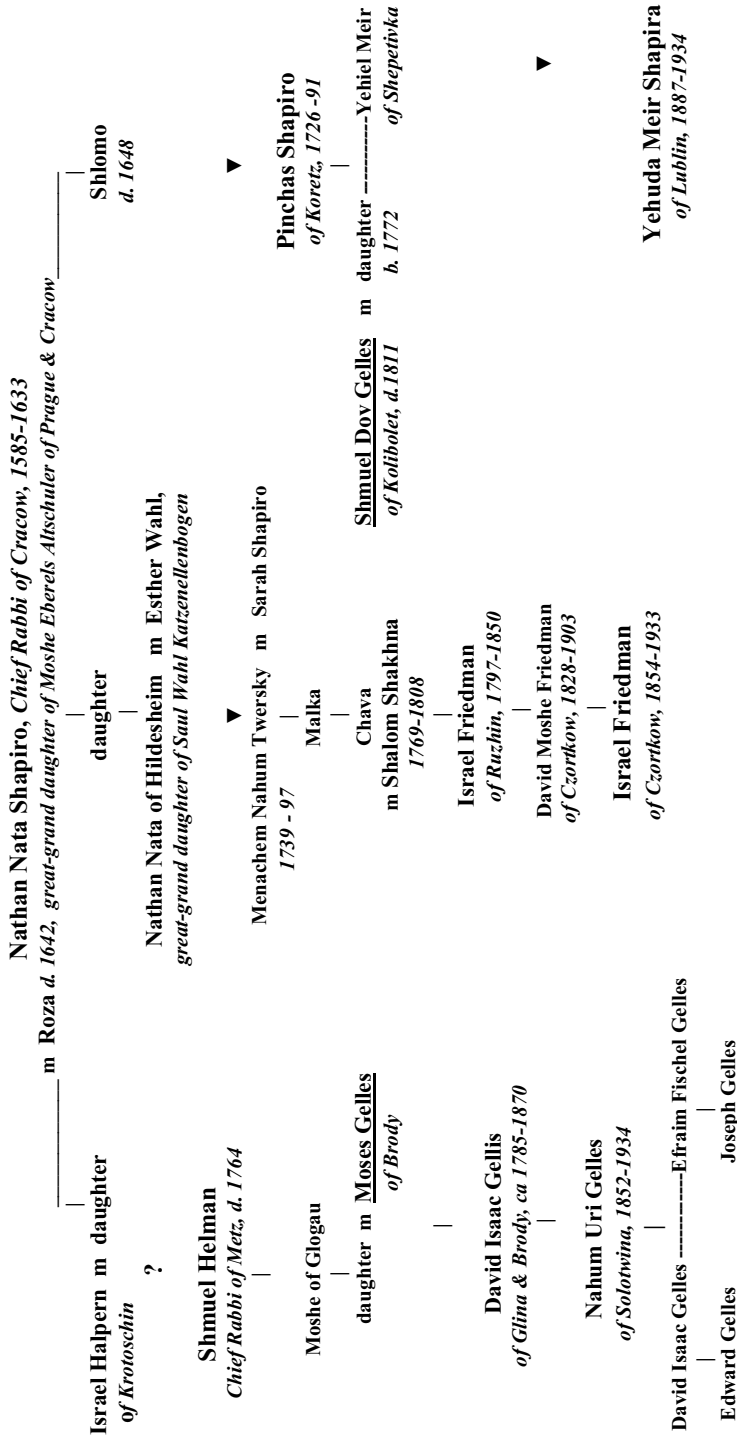 Nathan Nata Shapiro, Chief Rabbi of Cracow, 1585-1633
m Roza d. 1642, great-grand daughter of Moshe Eberels Altschuler of Prague & Cracow
Israel Halpern m daughter
of Krotoschin
daughter
Shlomo
d. 1648
?
Nathan Nata of Hildesheim m Esther Wahl,
great-grand daughter of Saul Wahl Katzenellenbogen
Shmuel Helman
Chief Rabbi of Metz, d. 1764
▼
▼
Menachem Nahum Twersky m Sarah Shapiro
1739 - 97
Pinchas Shapiro
of Koretz, 1726 -91
Moshe of Glogau
Malka
daughter m Moses Gelles
of Brody
Chava
m Shalom Shakhna
1769-1808
Shmuel Dov Gelles m daughter ----------Yehiel Meir
of Kolibolet, d.1811 b. 1772 of Shepetivka
David Isaac Gellis
of Glina & Brody, ca 1785-1870
Israel Friedman
of Ruzhin, 1797-1850
David Moshe Friedman
of Czortkow, 1828-1903
▼
Nahum Uri Gelles
of Solotwina, 1852-1934
Israel Friedman
of Czortkow, 1854-1933
Yehuda Meir Shapira
of Lublin, 1887-1934
David Isaac Gelles ------------Efraim Fischel Gelles
Edward Gelles Joseph Gelles